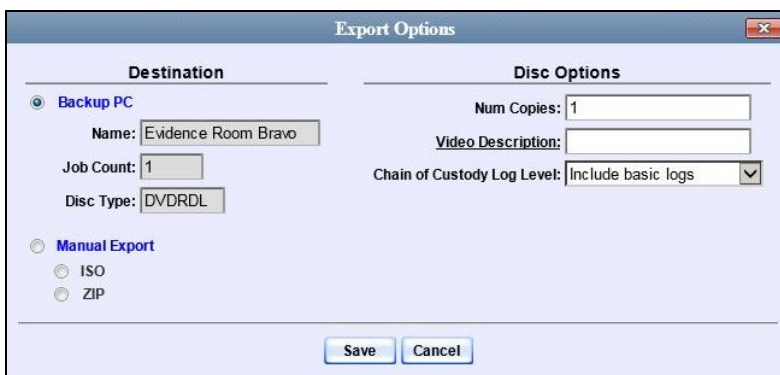 Export Options
Destination
Backup PC
Name: Evidence Room Bravo
Job Count: 1
Disc Type: DVDRDL
Manual Export
ISO
ZIP
Disc Options
Num Copies: 1
Video Description:
Chain of Custody Log Level: Include basic logs
Save
Cancel